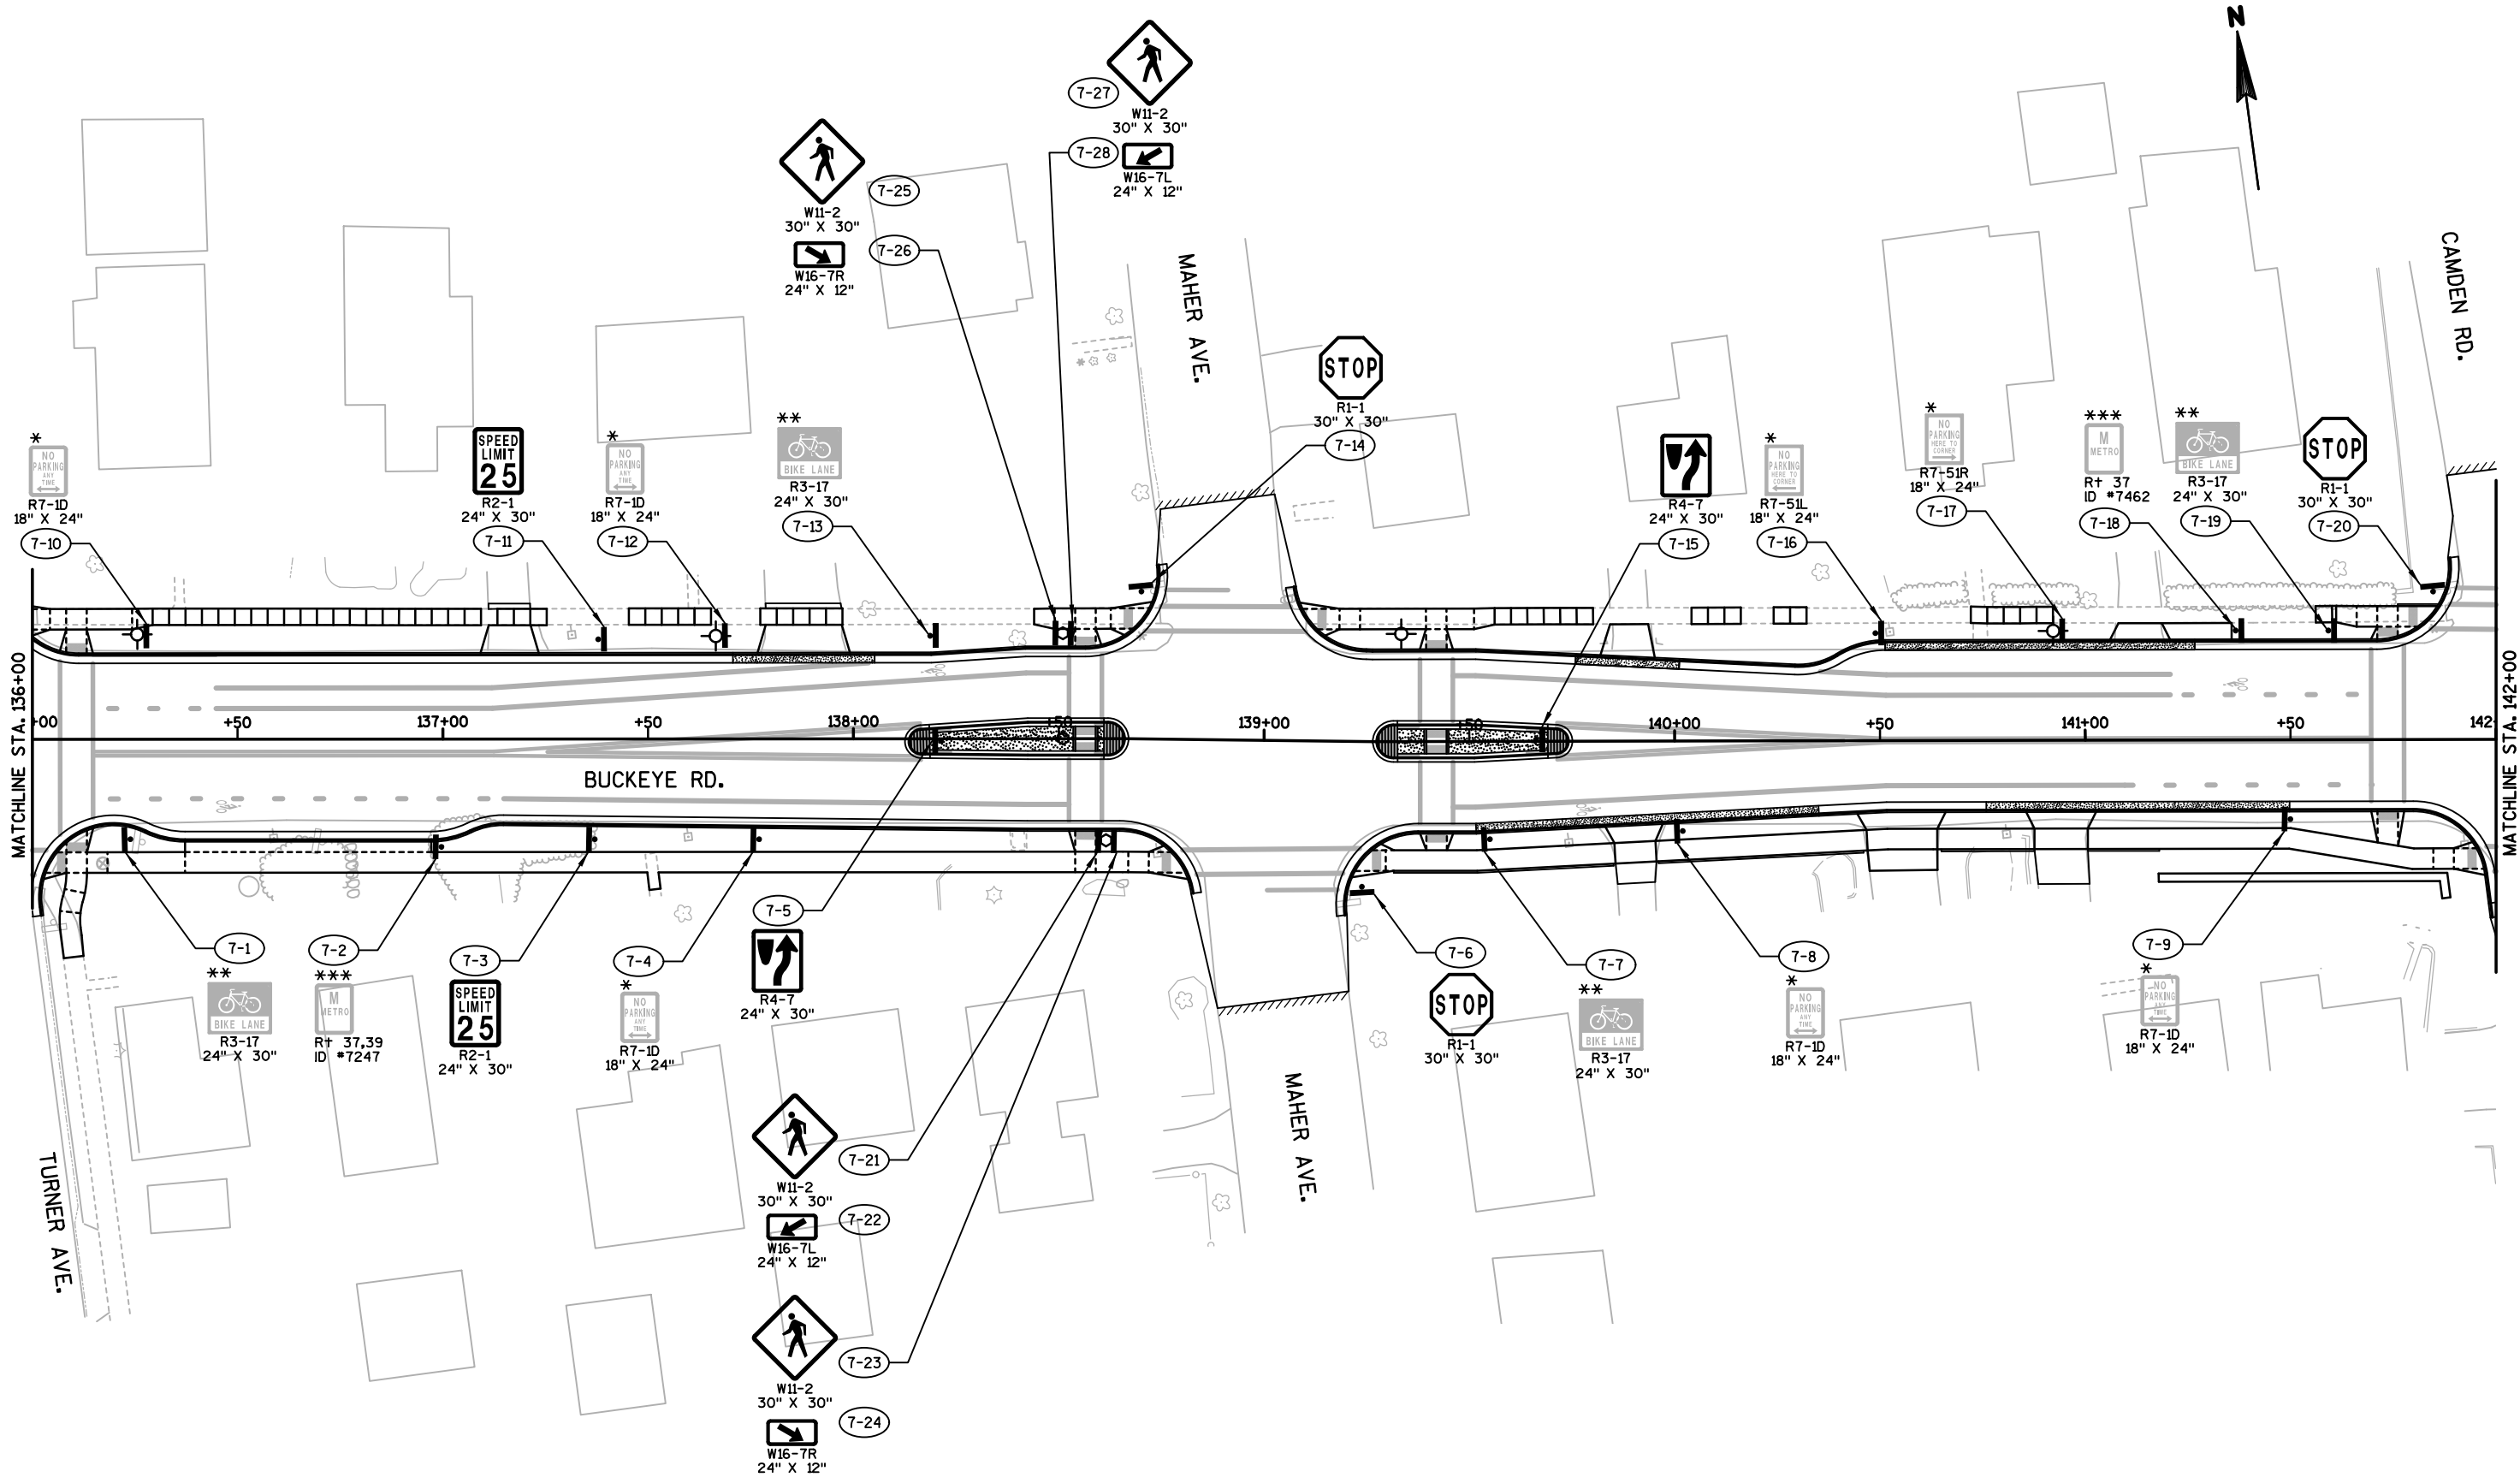 N
7-27
W11-2
30" X 30"
7-28
W16-7L
24" X 12"
7-25
W11-2
30" X 30"
7-26
W16-7R
24" X 12"
MAHER AVE.
CAMDEN RD.
STOP
R1-1
30" X 30"
7-14
*
NO
PARKING
ANY
TIME
R7-1D
18" X 24"
7-10
SPEED
LIMIT
25
R2-1
24" X 30"
7-11
*
NO
PARKING
ANY
TIME
R7-1D
18" X 24"
7-12
**
BIKE LANE
R3-17
24" X 30"
7-13
R4-7
24" X 30"
7-15
*
NO
PARKING
HERE TO
CORNER
R7-51L
18" X 24"
7-16
*
NO
PARKING
HERE TO
CORNER
R7-51R
18" X 24"
7-17
***
M
METRO
R† 37
ID #7462
7-18
**
BIKE LANE
R3-17
24" X 30"
7-19
STOP
R1-1
30" X 30"
7-20
MATCHLINE STA. 136+00
+00
+50
137+00
+50
138+00
+50
139+00
+50
140+00
+50
141+00
+50
142
MATCHLINE STA. 142+00
BUCKEYE RD.
7-1
**
BIKE LANE
R3-17
24" X 30"
7-2
***
M
METRO
R† 37,39
ID #7247
7-3
SPEED
LIMIT
25
R2-1
24" X 30"
7-4
*
NO
PARKING
ANY
TIME
R7-1D
18" X 24"
7-5
R4-7
24" X 30"
7-6
STOP
R1-1
30" X 30"
7-7
**
BIKE LANE
R3-17
24" X 30"
7-8
*
NO
PARKING
ANY
TIME
R7-1D
18" X 24"
7-9
*
NO
PARKING
ANY
TIME
R7-1D
18" X 24"
TURNER AVE.
MAHER AVE.
7-21
W11-2
30" X 30"
7-22
W16-7L
24" X 12"
7-23
W11-2
30" X 30"
7-24
W16-7R
24" X 12"